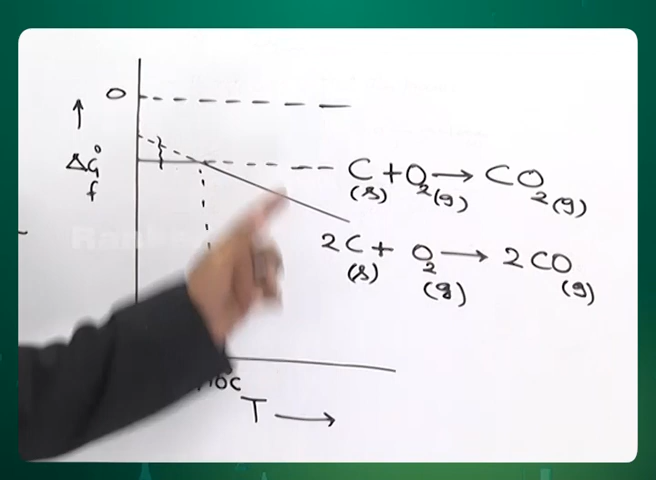 0
↑
ΔG°
f
C + O₂ → CO₂
(s) (g) (g)
2C + O₂ → 2CO
(s) (g) (g)
T →